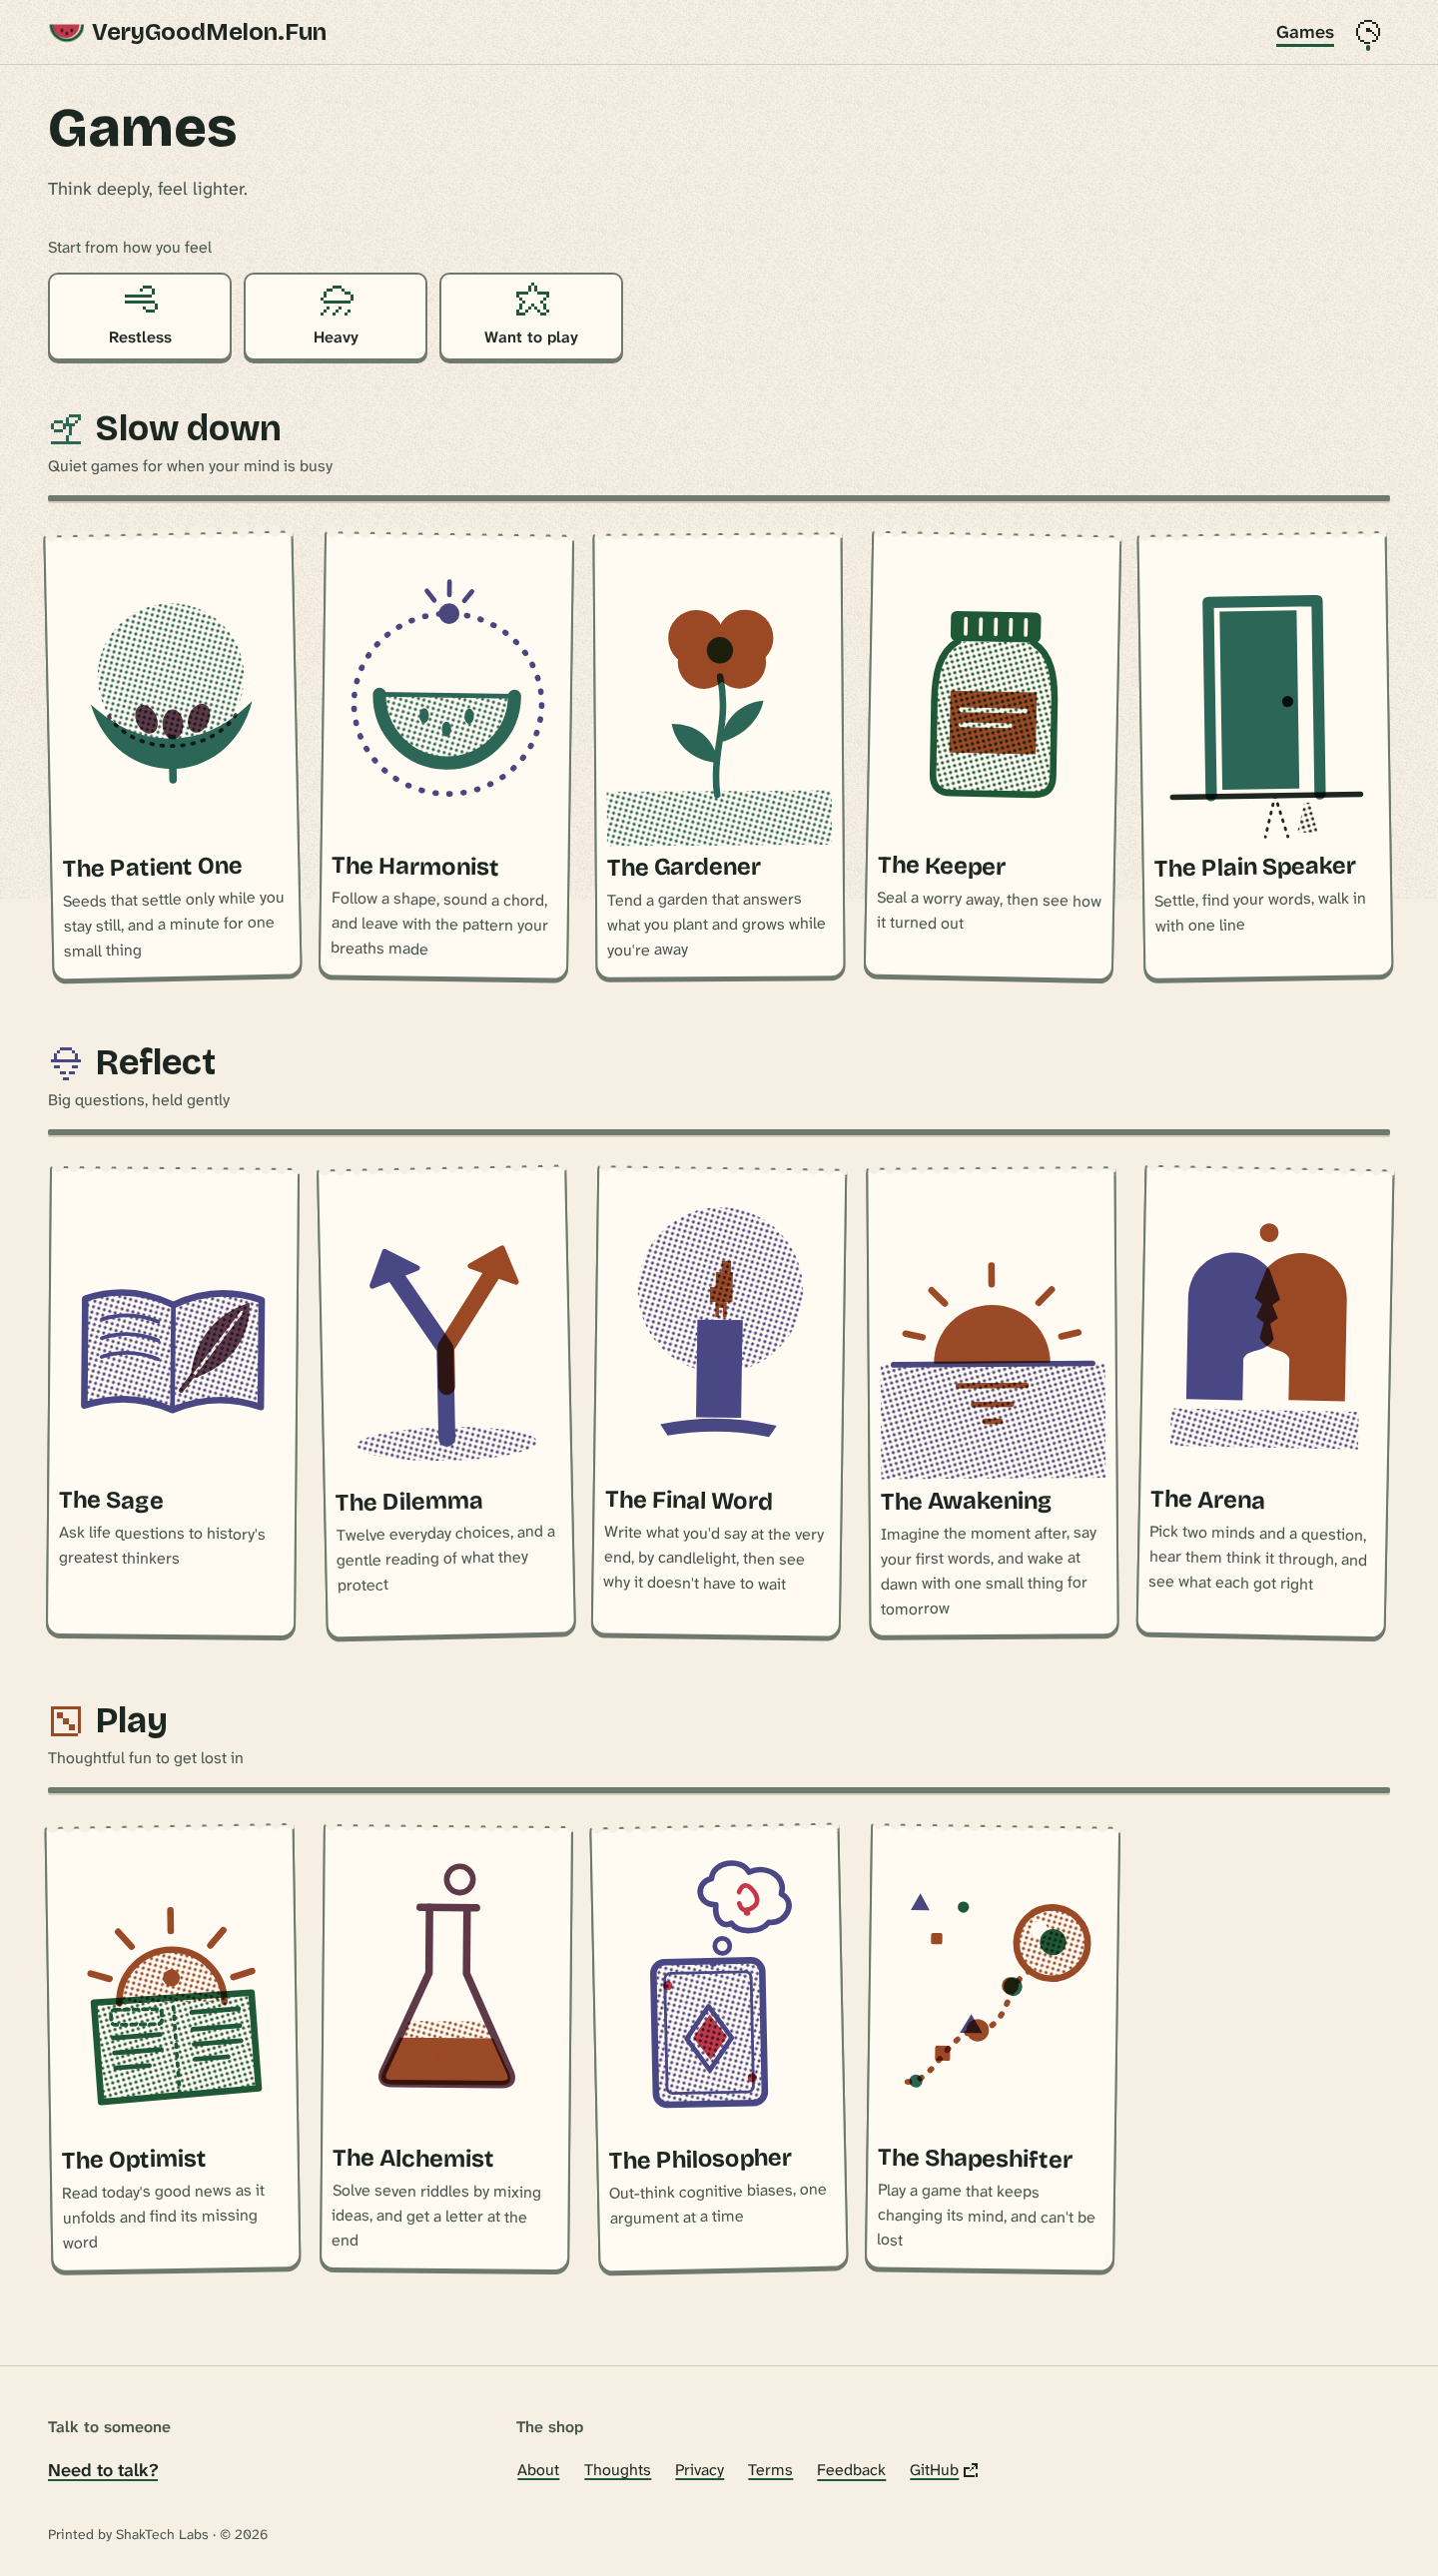 VeryGoodMelon.Fun
Games
Games
Think deeply, feel lighter.
Start from how you feel
Restless
Heavy
Want to play
Slow down
Quiet games for when your mind is busy
The Patient One
Seeds that settle only while you
stay still, and a minute for one
small thing
The Harmonist
Follow a shape, sound a chord,
and leave with the pattern your
breaths made
The Gardener
Tend a garden that answers
what you plant and grows while
you're away
The Keeper
Seal a worry away, then see how
it turned out
The Plain Speaker
Settle, find your words, walk in
with one line
Reflect
Big questions, held gently
The Sage
Ask life questions to history's
greatest thinkers
The Dilemma
Twelve everyday choices, and a
gentle reading of what they
protect
The Final Word
Write what you'd say at the very
end, by candlelight, then see
why it doesn't have to wait
The Awakening
Imagine the moment after, say
your first words, and wake at
dawn with one small thing for
tomorrow
The Arena
Pick two minds and a question,
hear them think it through, and
see what each got right
Play
Thoughtful fun to get lost in
The Optimist
Read today's good news as it
unfolds and find its missing
word
The Alchemist
Solve seven riddles by mixing
ideas, and get a letter at the
end
The Philosopher
Out-think cognitive biases, one
argument at a time
The Shapeshifter
Play a game that keeps
changing its mind, and can't be
lost
Talk to someone
Need to talk?
The shop
About Thoughts Privacy Terms Feedback GitHub
Printed by ShakTech Labs · © 2026